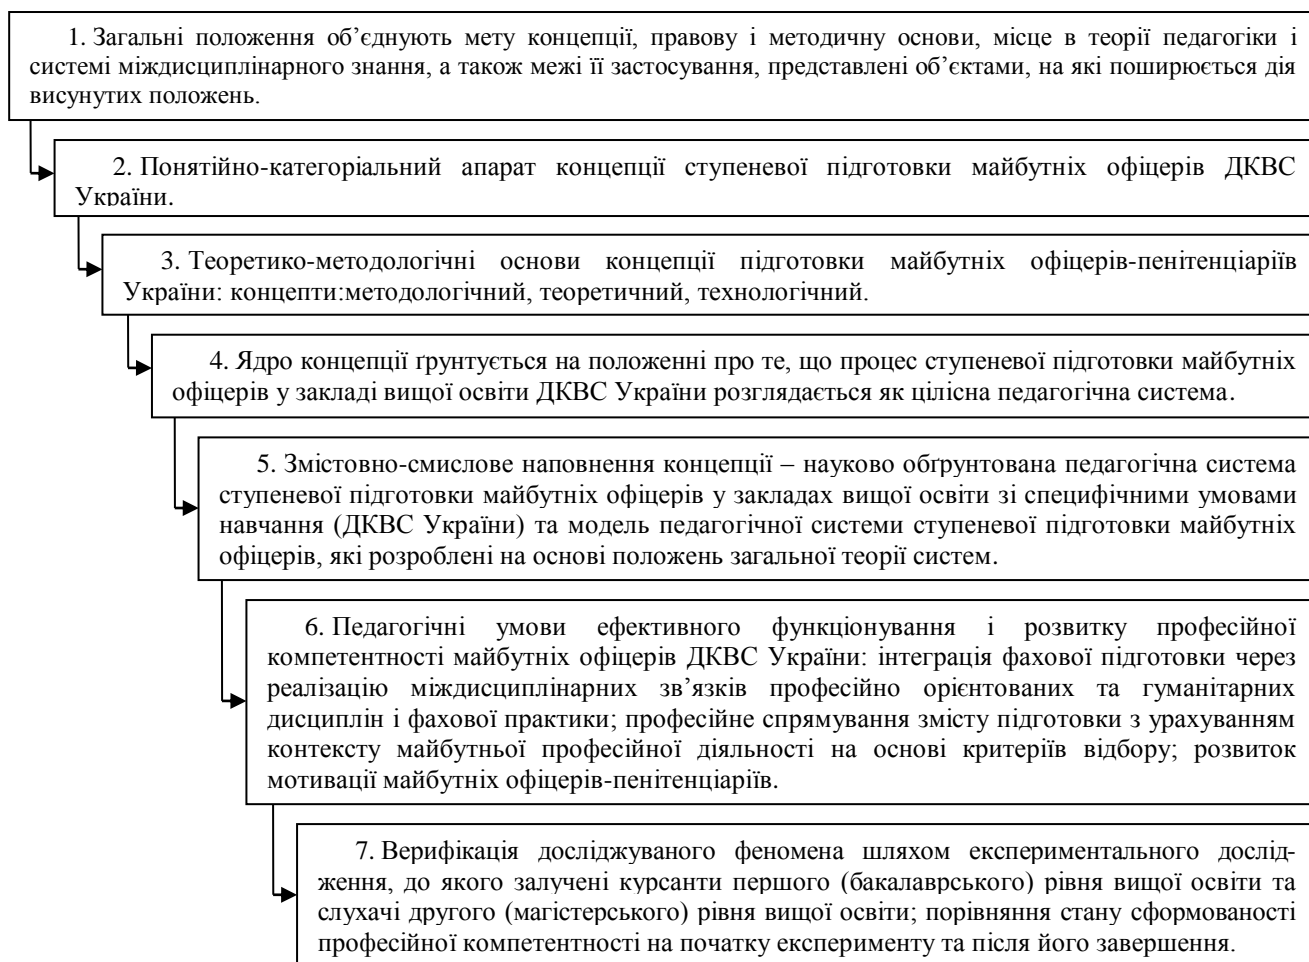 1. Загальні положення об’єднують мету концепції, правову і методичну основи, місце в теорії педагогіки і
системі міждисциплінарного знання, а також межі її застосування, представлені об’єктами, на які поширюється дія
висунутих положень.
2. Понятійно-категоріальний апарат концепції ступеневої підготовки майбутніх офіцерів ДКВС
України.
3. Теоретико-методологічні основи концепції підготовки майбутніх офіцерів-пенітенціаріїв
України: концепти:методологічний, теоретичний, технологічний.
4. Ядро концепції ґрунтується на положенні про те, що процес ступеневої підготовки майбутніх
офіцерів у закладі вищої освіти ДКВС України розглядається як цілісна педагогічна система.
5. Змістовно-смислове наповнення концепції – науково обґрунтована педагогічна система
ступеневої підготовки майбутніх офіцерів у закладах вищої освіти зі специфічними умовами
навчання (ДКВС України) та модель педагогічної системи ступеневої підготовки майбутніх
офіцерів, які розроблені на основі положень загальної теорії систем.
6. Педагогічні умови ефективного функціонування і розвитку професійної
компетентності майбутніх офіцерів ДКВС України: інтеграція фахової підготовки через
реалізацію міждисциплінарних зв’язків професійно орієнтованих та гуманітарних
дисциплін і фахової практики; професійне спрямування змісту підготовки з урахуванням
контексту майбутньої професійної діяльності на основі критеріїв відбору; розвиток
мотивації майбутніх офіцерів-пенітенціаріїв.
7. Верифікація досліджуваного феномена шляхом експериментального дослід-
ження, до якого залучені курсанти першого (бакалаврського) рівня вищої освіти та
слухачі другого (магістерського) рівня вищої освіти; порівняння стану сформованості
професійної компетентності на початку експерименту та після його завершення.